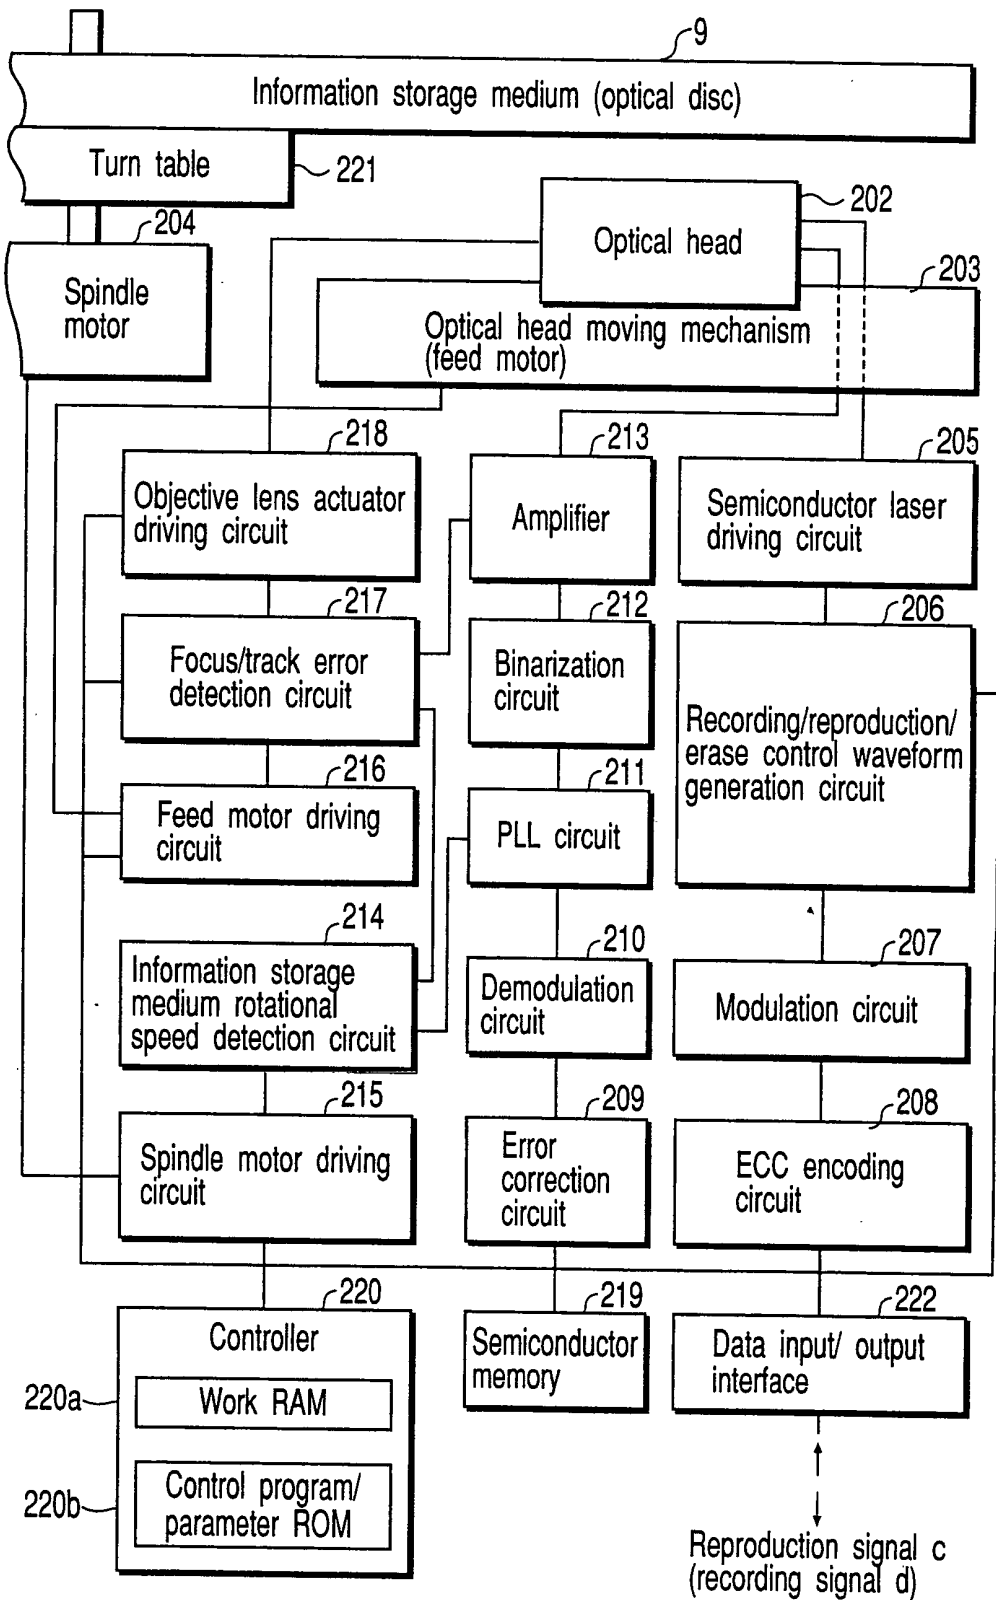 9
Information storage medium (optical disc)
Turn table
221
204
202
Optical head
203
Spindle
motor
Optical head moving mechanism
(feed motor)
218
213
205
Objective lens actuator
driving circuit
Amplifier
Semiconductor laser
driving circuit
217
212
206
Focus/track error
detection circuit
Binarization
circuit
Recording/reproduction/
erase control waveform
generation circuit
216
211
Feed motor driving
circuit
PLL circuit
214
210
207
Information storage
medium rotational
speed detection circuit
Demodulation
circuit
Modulation circuit
215
209
208
Spindle motor driving
circuit
Error
correction
circuit
ECC encoding
circuit
220
219
222
Controller
Semiconductor
memory
Data input/ output
interface
220a
Work RAM
220b
Control program/
parameter ROM
Reproduction signal c
(recording signal d)